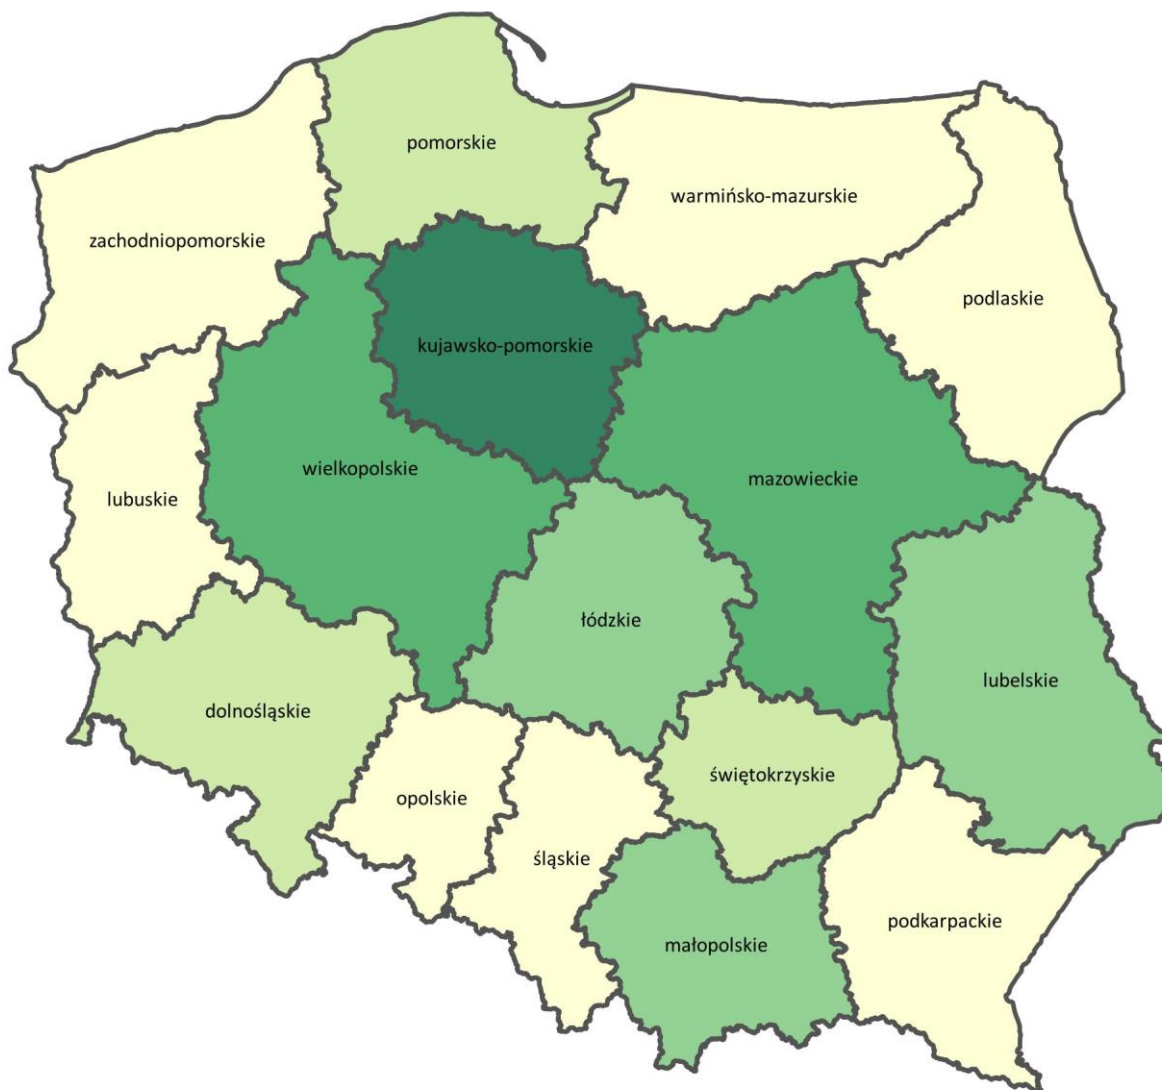 pomorskie
warmińsko-mazurskie
zachodniopomorskie
podlaskie
kujawsko-pomorskie
wielkopolskie
mazowieckie
lubuskie
łódzkie
lubelskie
dolnośląskie
świętokrzyskie
opolskie
śląskie
podkarpackie
małopolskie